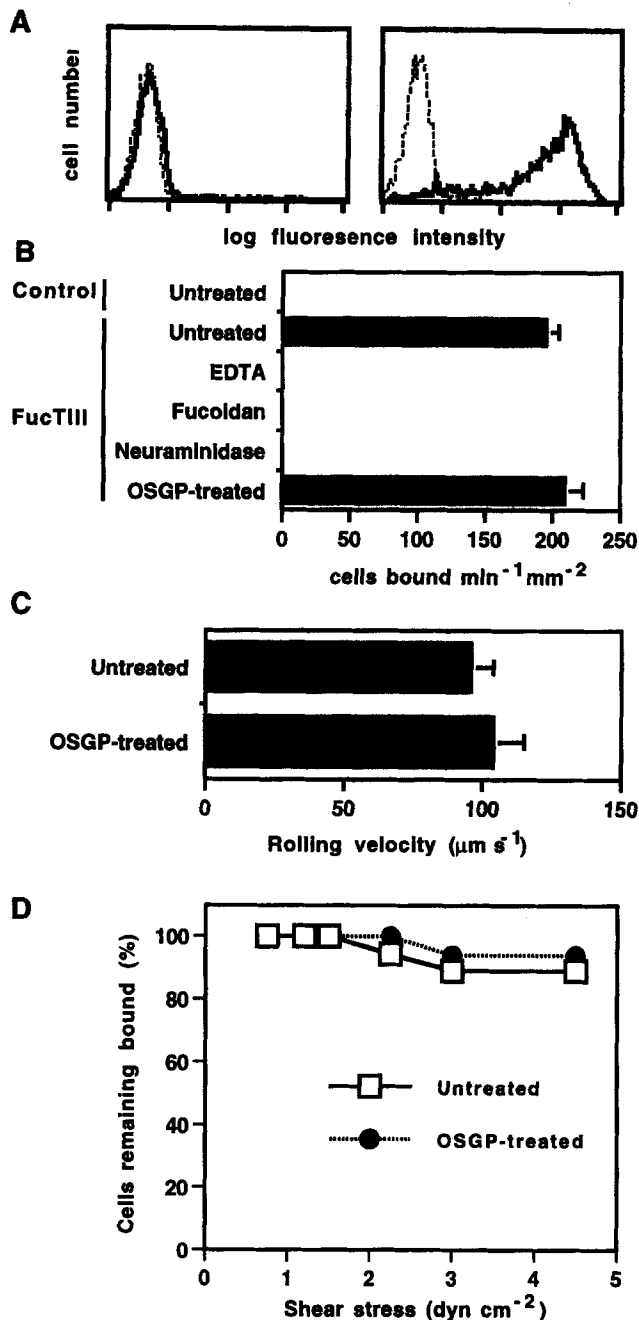 A
cell number
log fluoresence intensity
B
Control
Untreated
FucTIII
Untreated
EDTA
Fucoidan
Neuraminidase
OSGP-treated
0 50 100 150 200 250
cells bound min⁻¹mm⁻²
C
Untreated
OSGP-treated
0 50 100 150
Rolling velocity (μm s⁻¹)
D
Cells remaining bound (%)
100
80
60
40
20
0
Untreated
OSGP-treated
0 1 2 3 4 5
Shear stress (dyn cm⁻²)